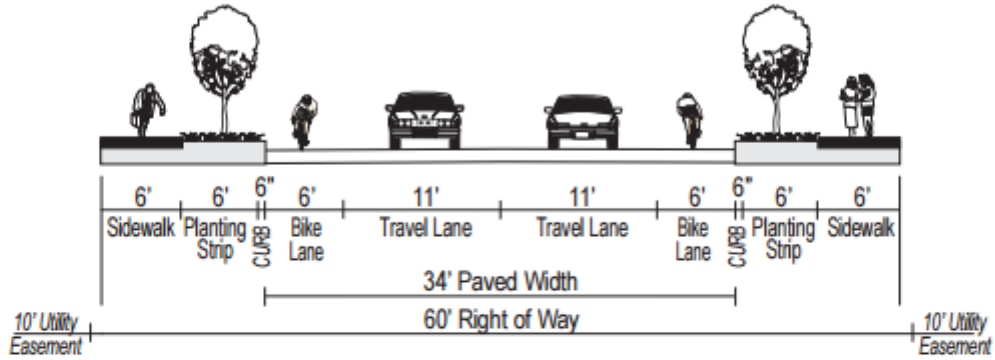 6' 6' 6" 6' 11' 11' 6' 6" 6' 6'
Sidewalk Planting Strip CURB Bike Lane Travel Lane Travel Lane Bike Lane CURB Planting Strip Sidewalk
34' Paved Width
60' Right of Way
10' Utility Easement
10' Utility Easement